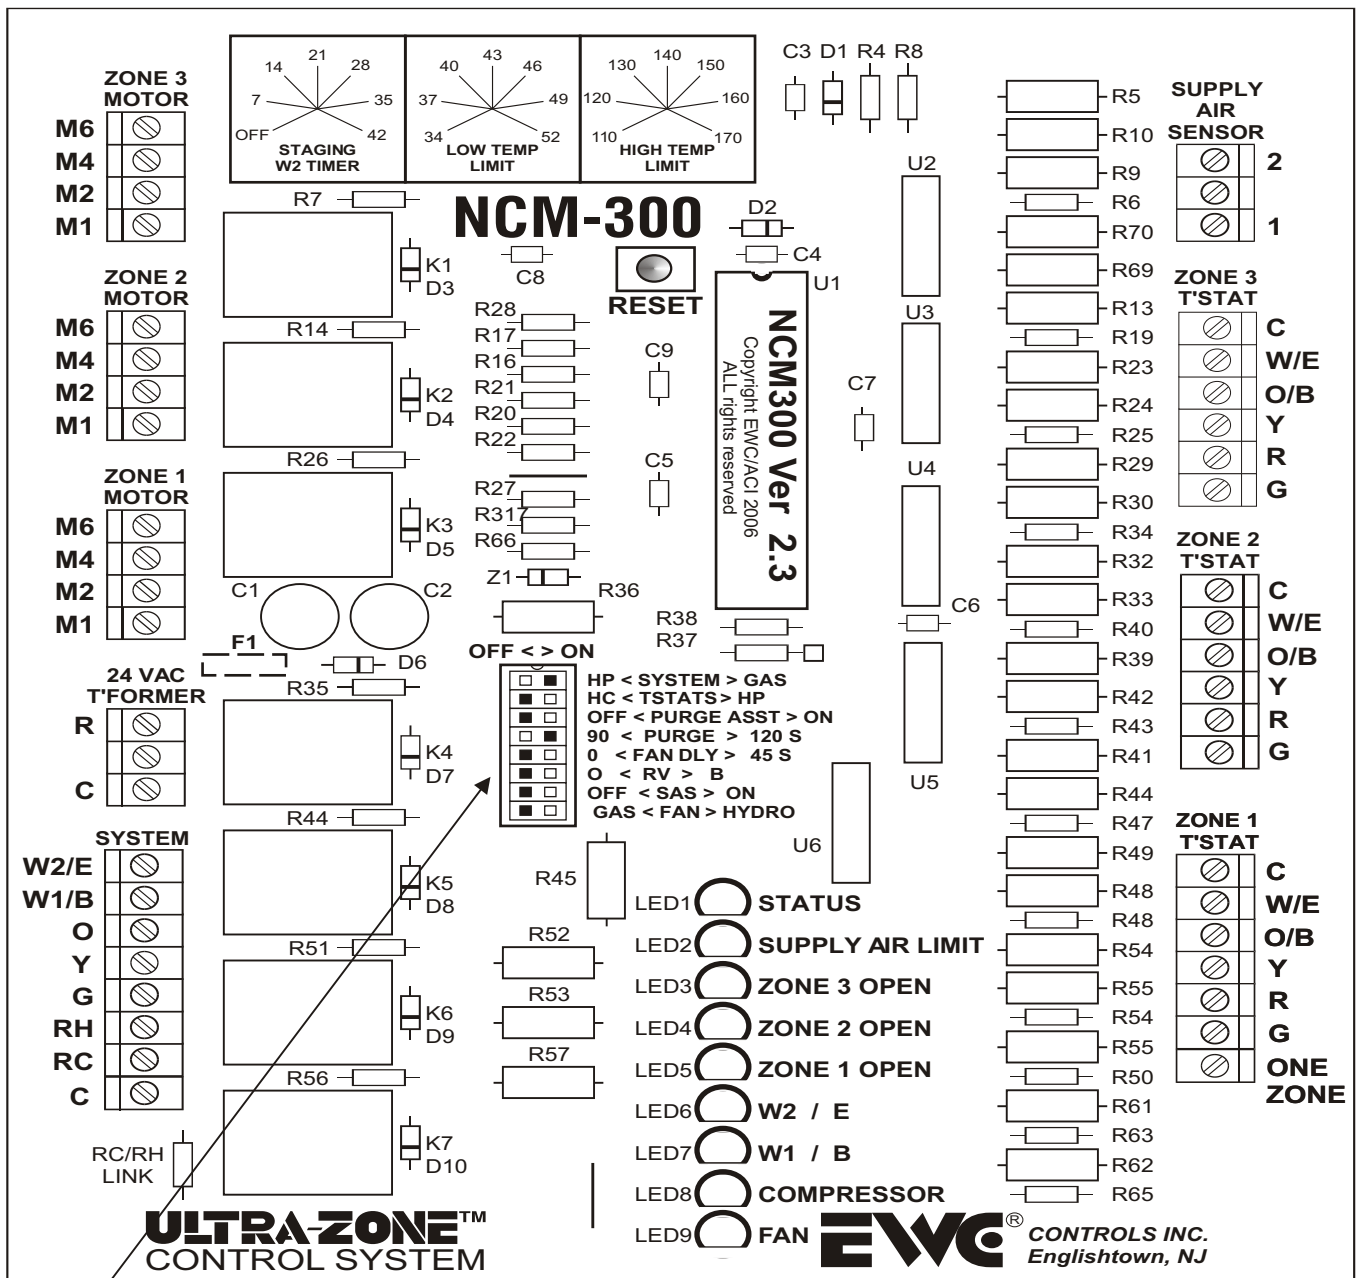 ZONE 3
MOTOR
M6
M4
M2
M1
ZONE 2
MOTOR
M6
M4
M2
M1
ZONE 1
MOTOR
M6
M4
M2
M1
24 VAC
T'FORMER
R
C
SYSTEM
W2/E
W1/B
O
Y
G
RH
RC
C
RC/RH
LINK
OFF 7 14 21 28 35 42
STAGING
W2 TIMER
34 37 40 43 46 49 52
LOW TEMP
LIMIT
110 120 130 140 150 160 170
HIGH TEMP
LIMIT
NCM-300
R7
K1
D3
R14
K2
D4
R26
K3
D5
C1
C2
F1
D6
R35
K4
D7
R44
K5
D8
R51
K6
D9
R56
K7
D10
C8
RESET
R28
R17
R16
R21
R20
R22
R27
R317
R66
Z1
R36
C9
C5
R38
R37
D2
C4
U1
NCM300 Ver 2.3
Copyright EWC/ACI 2006
ALL rights reserved
OFF < > ON
HP < SYSTEM > GAS
HC < TSTATS > HP
OFF < PURGE ASST > ON
90 < PURGE > 120 S
0 < FAN DLY > 45 S
O < RV > B
OFF < SAS > ON
GAS < FAN > HYDRO
R45
R52
R53
R57
LED1 STATUS
LED2 SUPPLY AIR LIMIT
LED3 ZONE 3 OPEN
LED4 ZONE 2 OPEN
LED5 ZONE 1 OPEN
LED6 W2 / E
LED7 W1 / B
LED8 COMPRESSOR
LED9 FAN
C3 D1 R4 R8
U2
U3
C7
U4
C6
U5
U6
R5
R10
R9
R6
R70
R69
R13
R19
R23
R24
R25
R29
R30
R34
R32
R33
R40
R39
R42
R43
R41
R44
R47
R49
R48
R48
R54
R55
R54
R55
R50
R61
R63
R62
R65
SUPPLY
AIR
SENSOR
2
1
ZONE 3
T'STAT
C
W/E
O/B
Y
R
G
ZONE 2
T'STAT
C
W/E
O/B
Y
R
G
ZONE 1
T'STAT
C
W/E
O/B
Y
R
G
ONE
ZONE
ULTRA-ZONE™
CONTROL SYSTEM
EWC® CONTROLS INC.
Englishtown, NJ